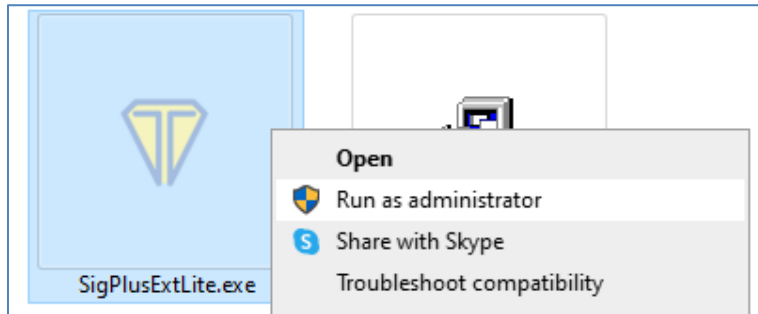 Open
Run as administrator
Share with Skype
Troubleshoot compatibility
SigPlusExtLite.exe